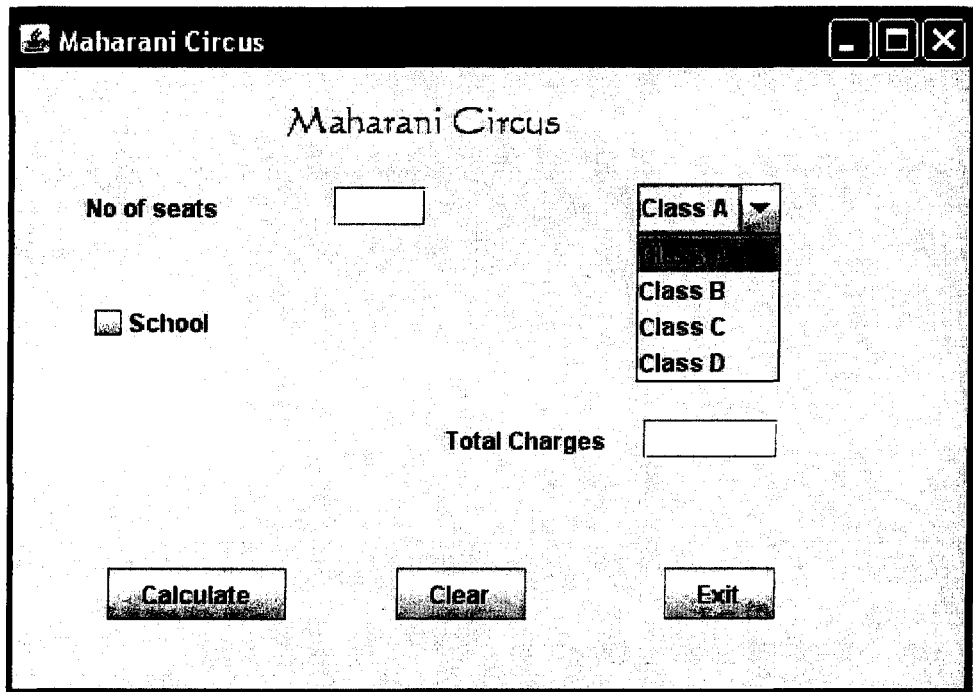 Maharani Circus
Maharani Circus
No of seats
Class A
Class B
School
Class C
Class D
Total Charges
Calculate Clear Exit